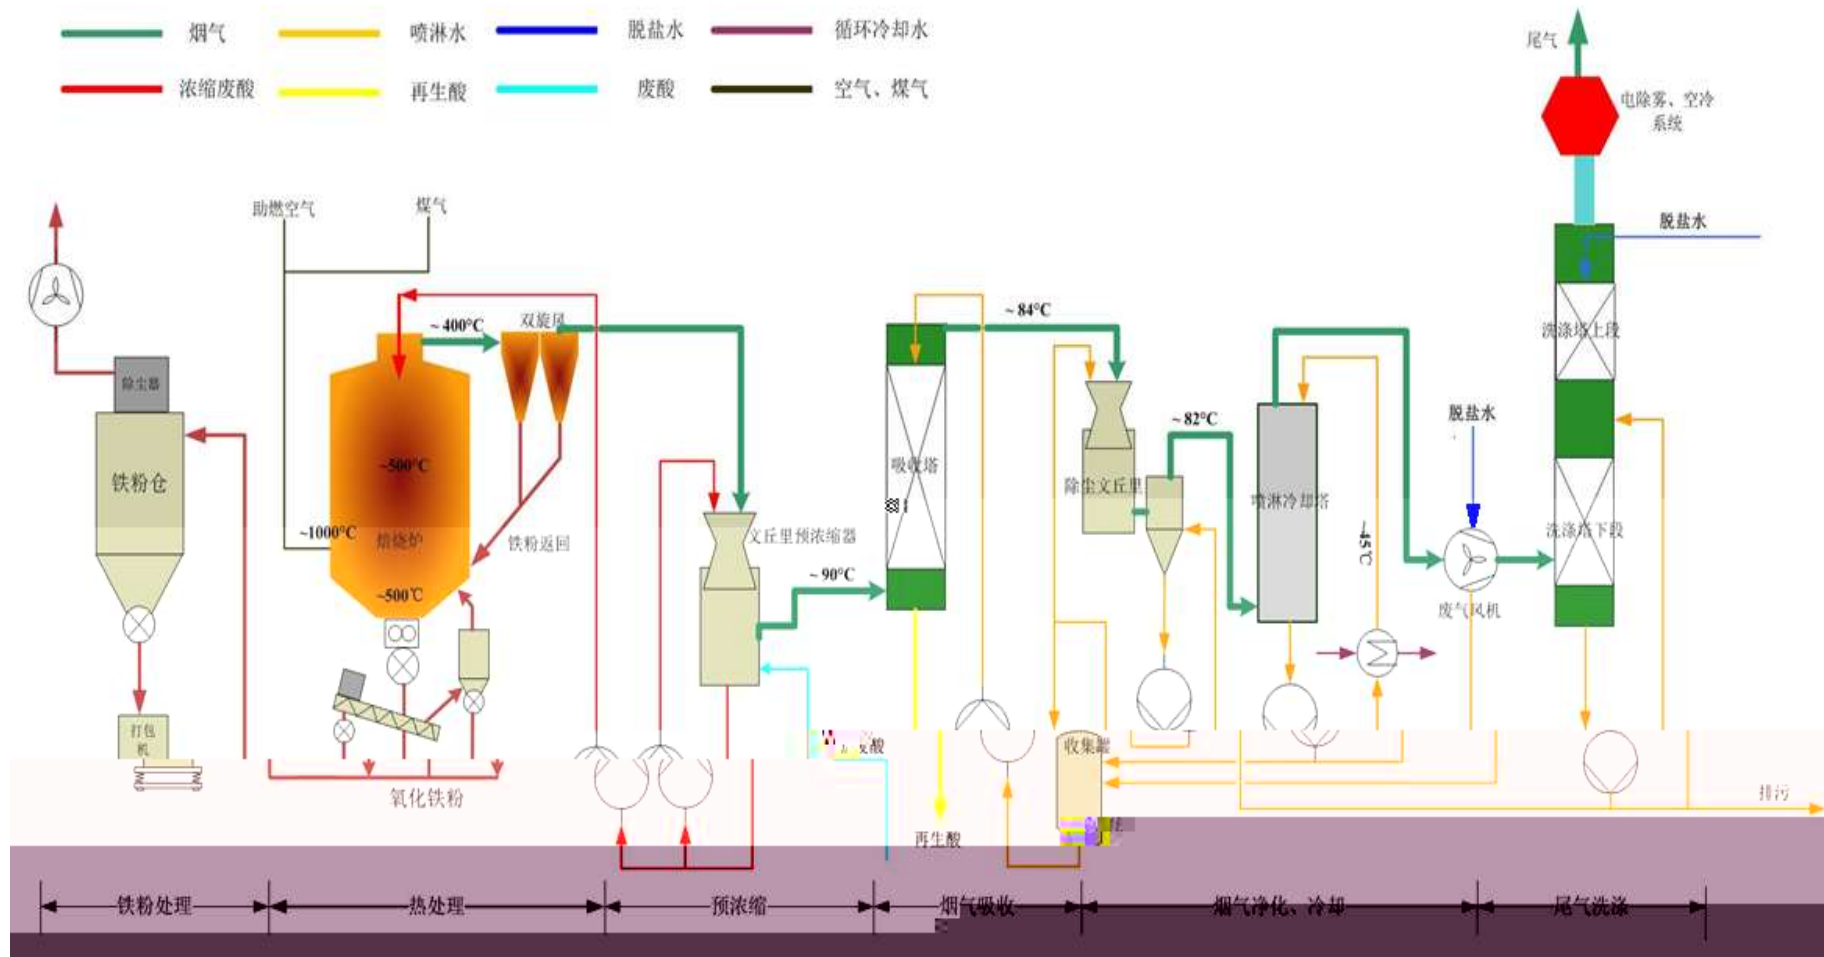 烟气
喷淋水
脱盐水
循环冷却水
浓缩废酸
再生酸
废酸
空气、煤气
尾气
电除雾、空冷
系统
脱盐水
助燃空气
煤气
~400°C
双旋风
~84°C
洗涤塔上段
除尘器
~82°C
脱盐水
~500°C
吸收塔
铁粉仓
除尘文丘里
喷淋冷却塔
~1000°C
焙烧炉
铁粉返回
文丘里预浓缩器
~45℃
洗涤塔下段
~90°C
~500℃
废气风机
打包
机
收集罐
氧化铁粉
排污
再生酸
铁粉处理
热处理
预浓缩
烟气吸收
烟气净化、冷却
尾气洗涤